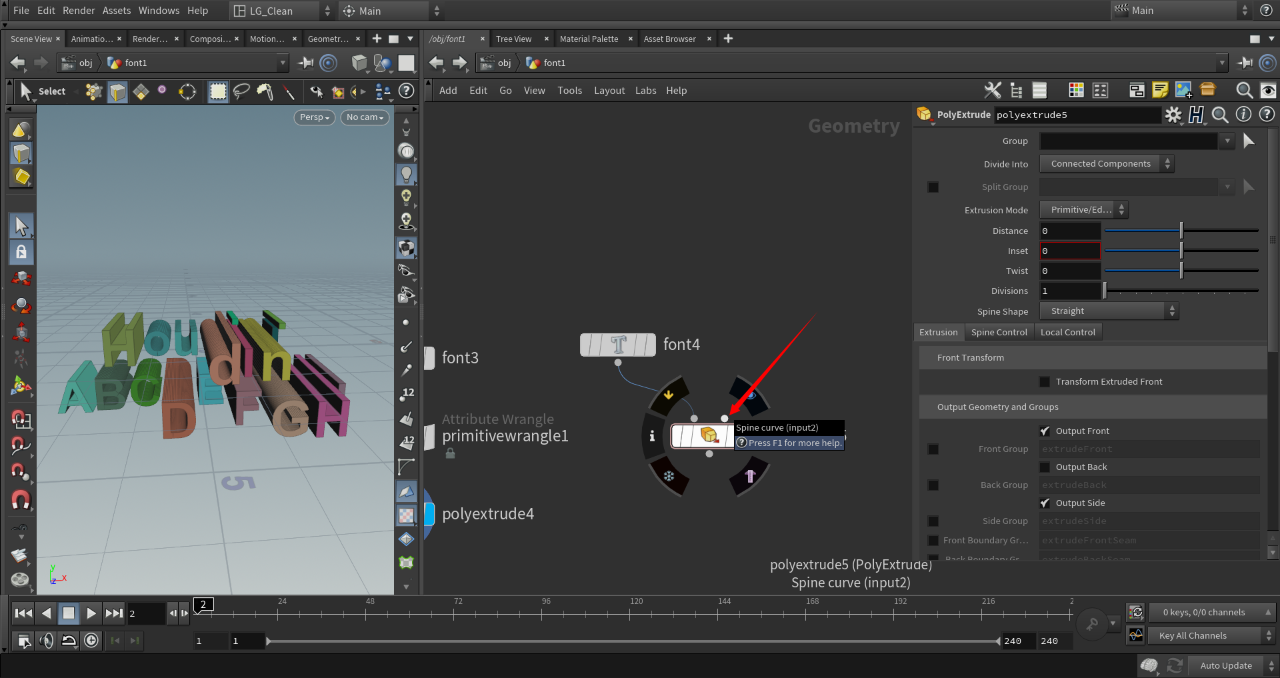 File Edit Render Assets Windows Help LG_Clean Main Main
Scene View Animatio... Render... Composi... Motion... Geometr...
/obj/font1 Tree View Material Palette Asset Browser
obj font1
obj font1
Select
Add Edit Go View Tools Layout Labs Help
Persp No cam
Geometry
PolyExtrude polyextrude5
Group
Divide Into Connected Components
Split Group
Extrusion Mode Primitive/Ed...
Distance 0
Inset 0
Twist 0
Divisions 1
Spine Shape Straight
Extrusion Spine Control Local Control
Front Transform
Transform Extruded Front
Output Geometry and Groups
Output Front
Front Group extrudeFront
Output Back
Back Group extrudeBack
Output Side
Side Group extrudeSide
Front Boundary Gr... extrudeFrontSeam
Back Boundary Gr... extrudeBackSeam
Houdini
ABCDEFGH
5
y
z x
12
12
font3
font4
Attribute Wrangle
primitivewrangle1
polyextrude4
Spine curve (input2)
Press F1 for more help.
polyextrude5 (PolyExtrude)
Spine curve (input2)
2
2 24 48 72 96 120 144 168 192 216 2
1 1 240 240
0 keys, 0/0 channels
Key All Channels
Auto Update